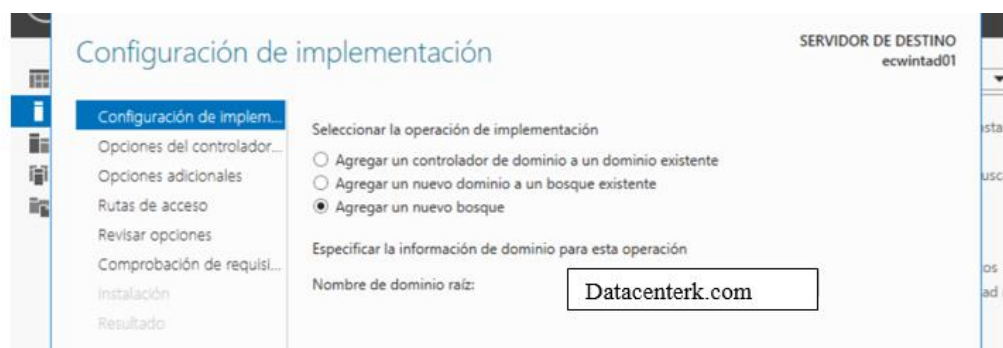 Configuración de implementación
SERVIDOR DE DESTINO
ecwintad01
Configuración de implem...
Opciones del controlador...
Opciones adicionales
Rutas de acceso
Revisar opciones
Comprobación de requisi...
Instalación
Resultado
Seleccionar la operación de implementación
Agregar un controlador de dominio a un dominio existente
Agregar un nuevo dominio a un bosque existente
Agregar un nuevo bosque
Especificar la información de dominio para esta operación
Nombre de dominio raíz:
Datacenterk.com